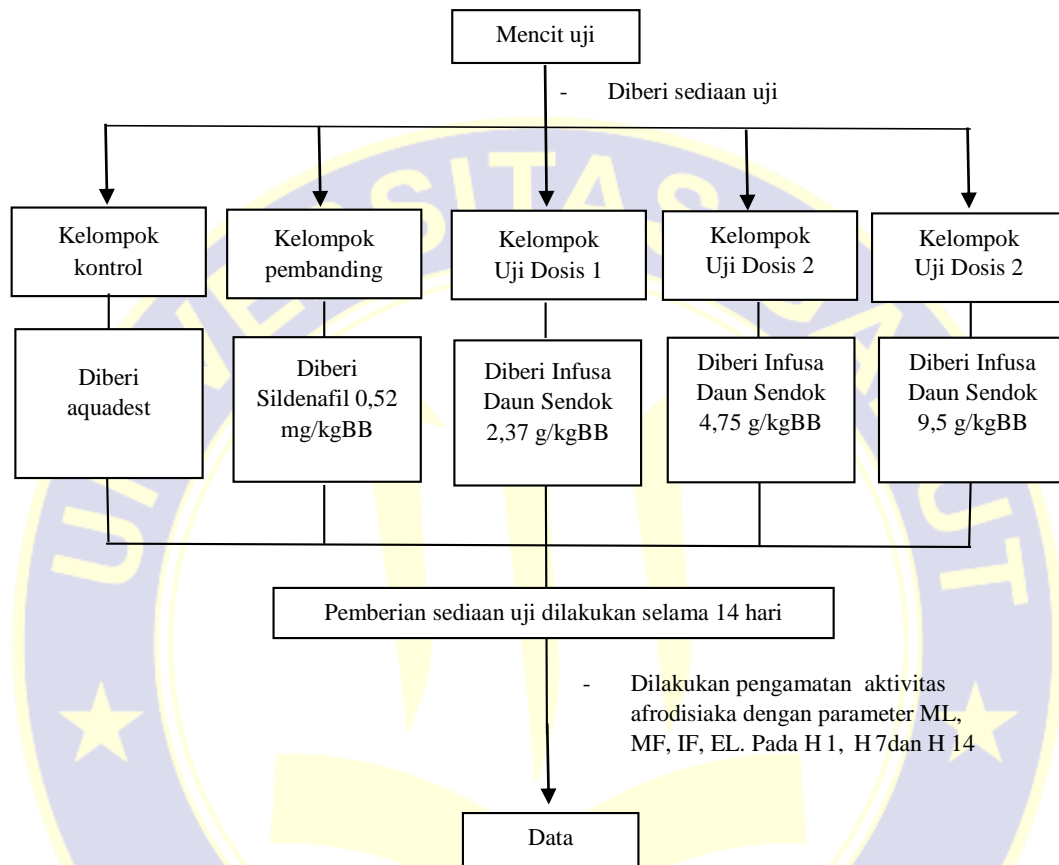 Mencit uji
- Diberi sediaan uji
Kelompok
kontrol
Kelompok
pembanding
Kelompok
Uji Dosis 1
Kelompok
Uji Dosis 2
Kelompok
Uji Dosis 2
Diberi
aquadest
Diberi
Sildenafil 0,52
mg/kgBB
Diberi Infusa
Daun Sendok
2,37 g/kgBB
Diberi Infusa
Daun Sendok
4,75 g/kgBB
Diberi Infusa
Daun Sendok
9,5 g/kgBB
Pemberian sediaan uji dilakukan selama 14 hari
- Dilakukan pengamatan aktivitas
afrodisiaka dengan parameter ML,
MF, IF, EL. Pada H 1, H 7dan H 14
Data
UNIVERSITAS GARUT